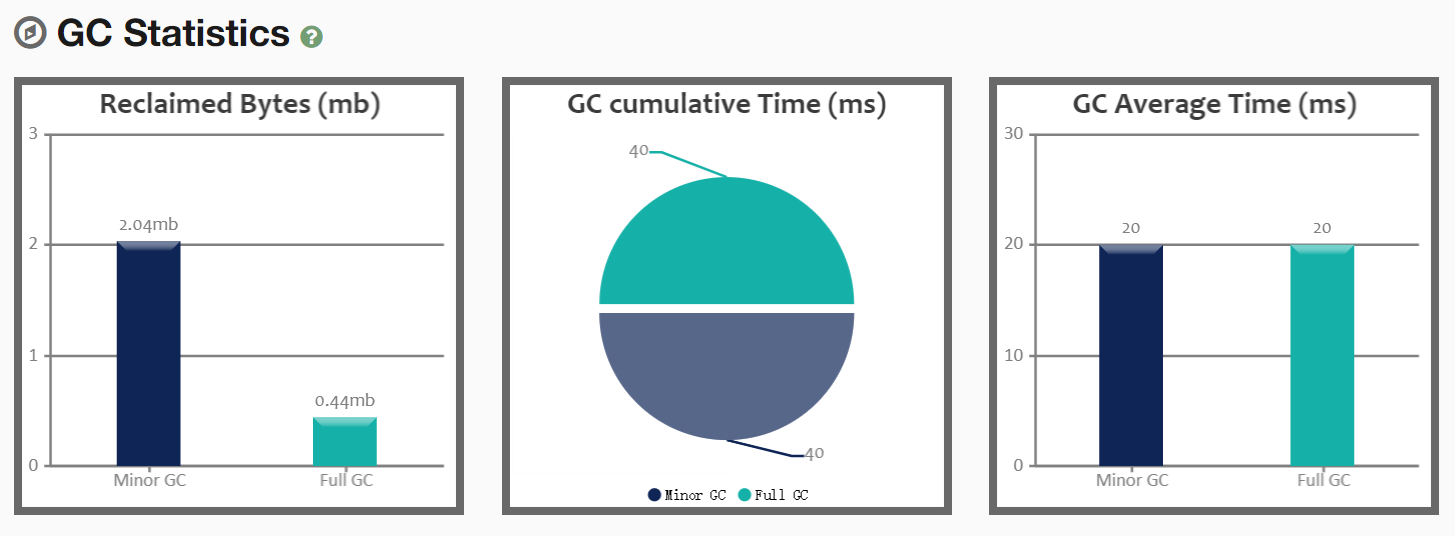 GC Statistics ?
Reclaimed Bytes (mb)
3
2.04mb
2
1
0.44mb
0
Minor GC
Full GC
GC cumulative Time (ms)
40
40
Minor GC
Full GC
GC Average Time (ms)
30
20
20
20
10
0
Minor GC
Full GC